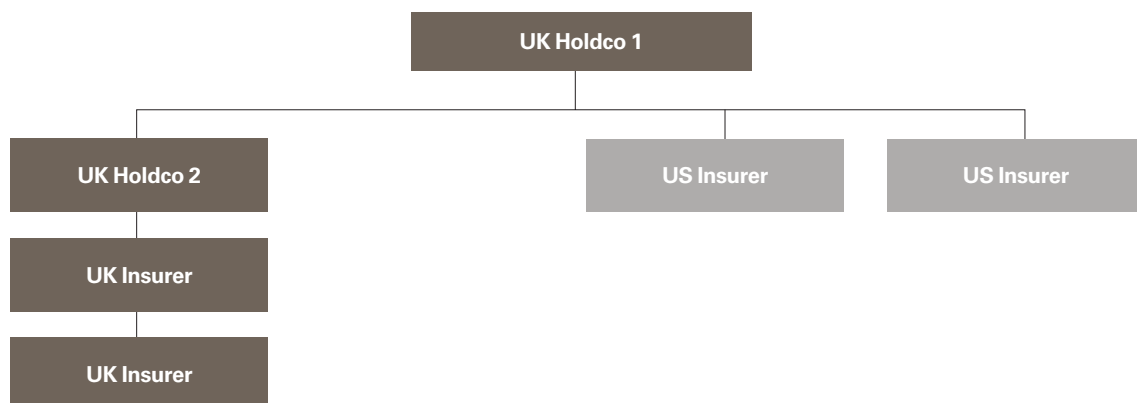 UK Holdco 1
UK Holdco 2
US Insurer
US Insurer
UK Insurer
UK Insurer